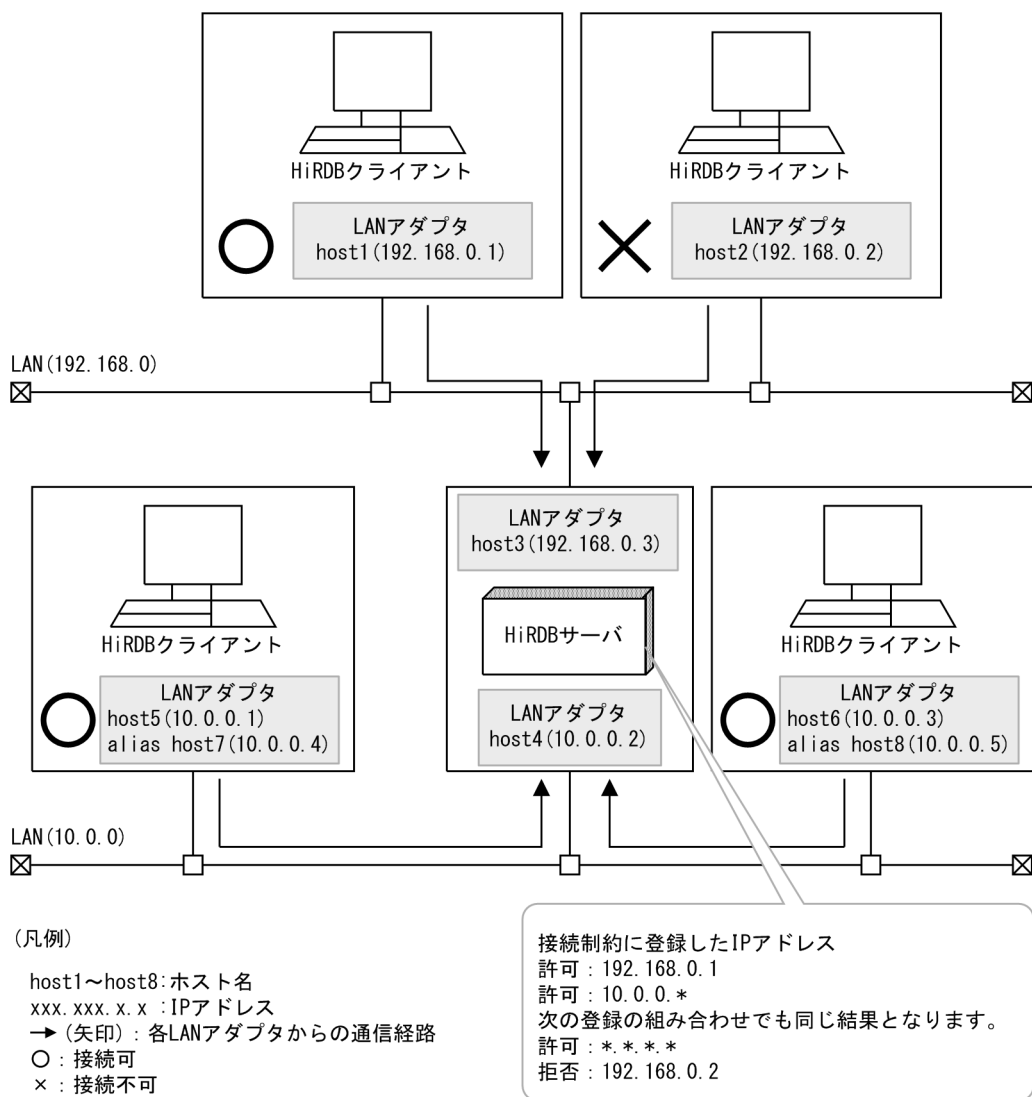 HiRDBクライアント
LANアダプタ
host1(192.168.0.1)
HiRDBクライアント
LANアダプタ
host2(192.168.0.2)
LAN(192.168.0)
HiRDBクライアント
LANアダプタ
host5(10.0.0.1)
alias host7(10.0.0.4)
LANアダプタ
host3(192.168.0.3)
HiRDBサーバ
LANアダプタ
host4(10.0.0.2)
HiRDBクライアント
LANアダプタ
host6(10.0.0.3)
alias host8(10.0.0.5)
LAN(10.0.0)
(凡例)
host1～host8:ホスト名
xxx.xxx.x.x :IPアドレス
→(矢印):各LANアダプタからの通信経路
○:接続可
×:接続不可
接続制約に登録したIPアドレス
許可:192.168.0.1
許可:10.0.0.*
次の登録の組み合わせでも同じ結果となります。
許可:*.*.*.*
拒否:192.168.0.2